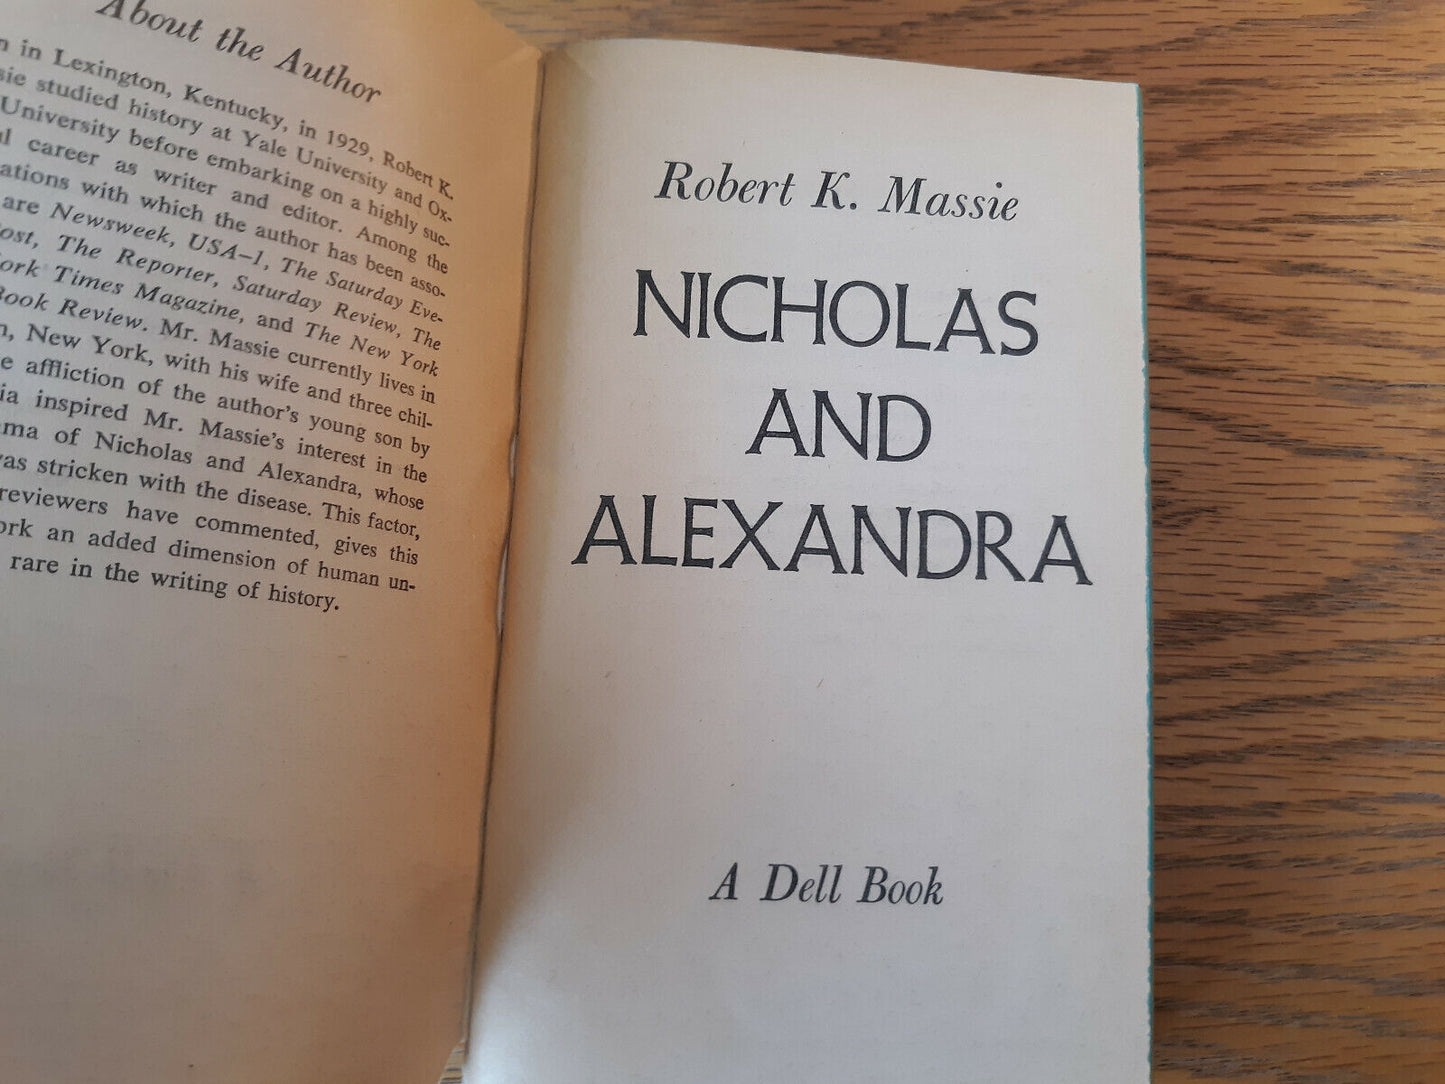 About the Author
n in Lexington, Kentucky, in 1929, Robert K.
sie studied history at Yale University and Ox-
University before embarking on a highly suc-
l career as writer and editor. Among the
ations with which the author has been asso-
are Newsweek, USA–1, The Saturday Eve-
ost, The Reporter, Saturday Review, The
ork Times Magazine, and The New York
Book Review. Mr. Massie currently lives in
n, New York, with his wife and three chil-
e affliction of the author's young son by
ia inspired Mr. Massie's interest in the
ama of Nicholas and Alexandra, whose
was stricken with the disease. This factor,
reviewers have commented, gives this
ork an added dimension of human un-
rare in the writing of history.
Robert K. Massie
NICHOLAS
AND
ALEXANDRA
A Dell Book